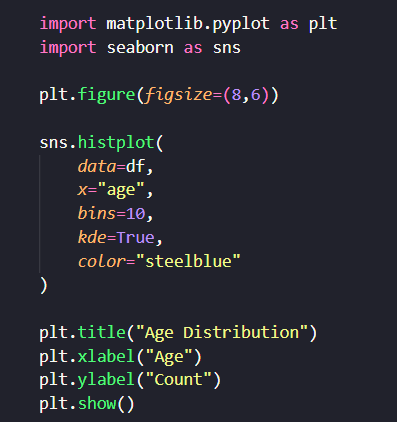 import matplotlib.pyplot as plt
import seaborn as sns

plt.figure(figsize=(8,6))

sns.histplot(
    data=df,
    x="age",
    bins=10,
    kde=True,
    color="steelblue"
)

plt.title("Age Distribution")
plt.xlabel("Age")
plt.ylabel("Count")
plt.show()